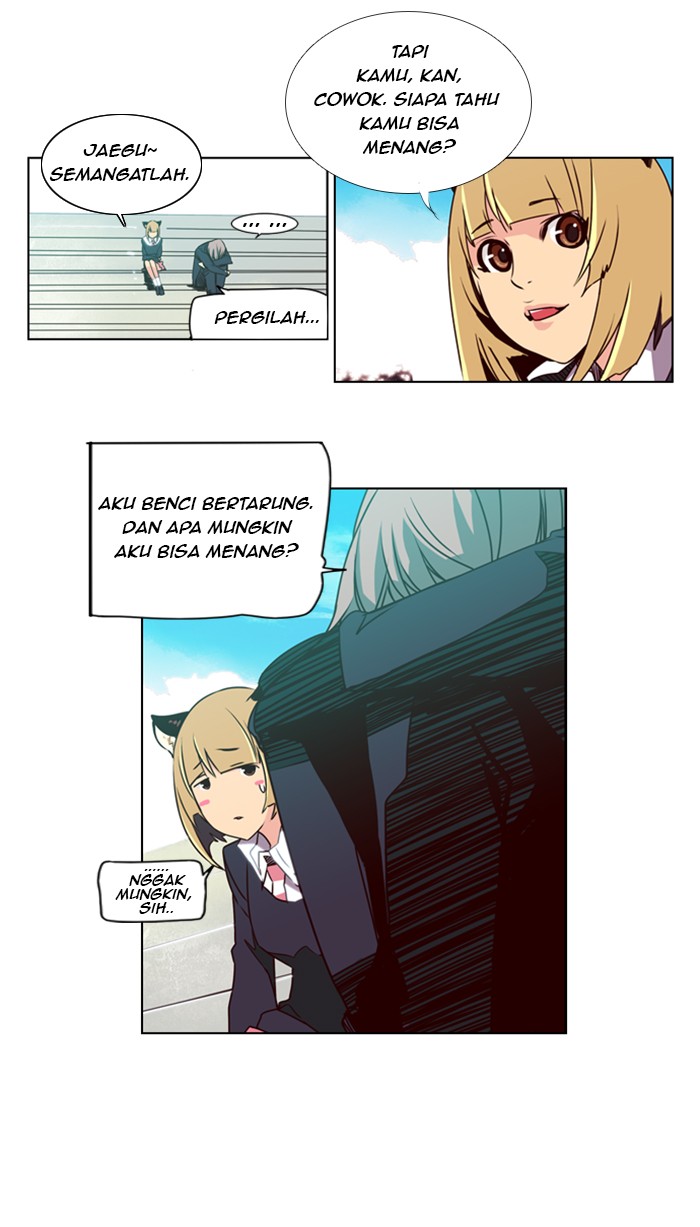 JAEGU~
SEMANGATLAH.
... ...
PERGILAH...
TAPI
KAMU, KAN,
COWOK. SIAPA TAHU
KAMU BISA
MENANG?
AKU BENCI BERTARUNG.
DAN APA MUNGKIN
AKU BISA MENANG?
......
NGGAK
MUNGKIN,
SIH..